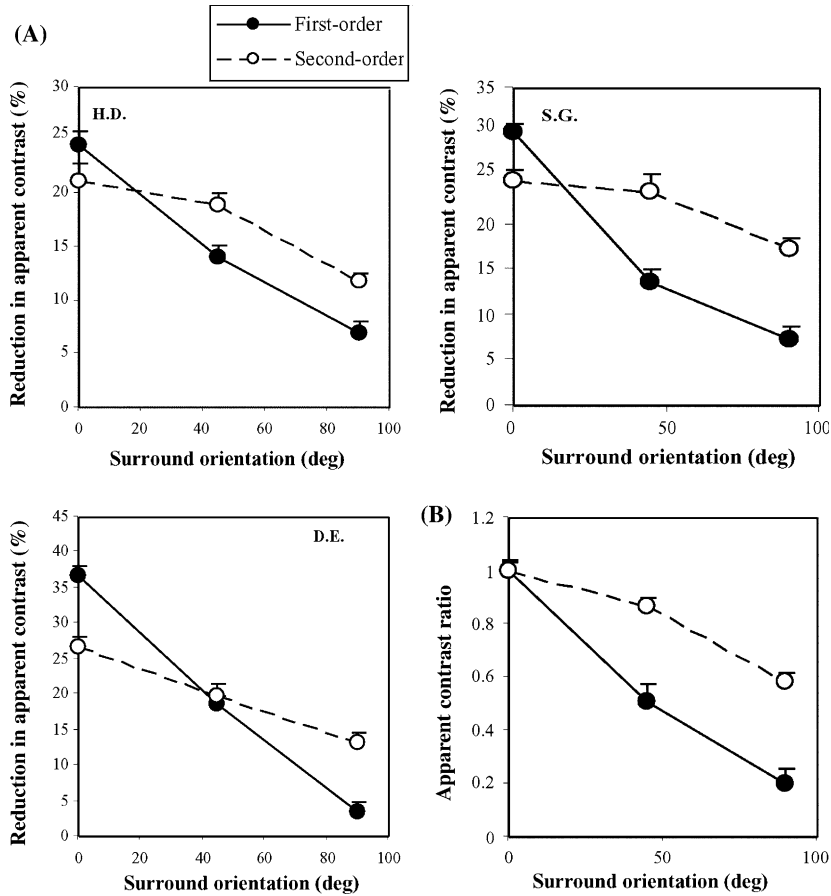 (A)
First-order
Second-order
H.D.
Reduction in apparent contrast (%)
30
25
20
15
10
5
0
0 20 40 60 80 100
Surround orientation (deg)
S.G.
Reduction in apparent contrast (%)
35
30
25
20
15
10
5
0
0 50 100
Surround orientation (deg)
D.E.
Reduction in apparent contrast (%)
45
40
35
30
25
20
15
10
5
0
0 20 40 60 80 100
Surround orientation (deg)
(B)
Apparent contrast ratio
1.2
1
0.8
0.6
0.4
0.2
0
0 50 100
Surround orientation (deg)